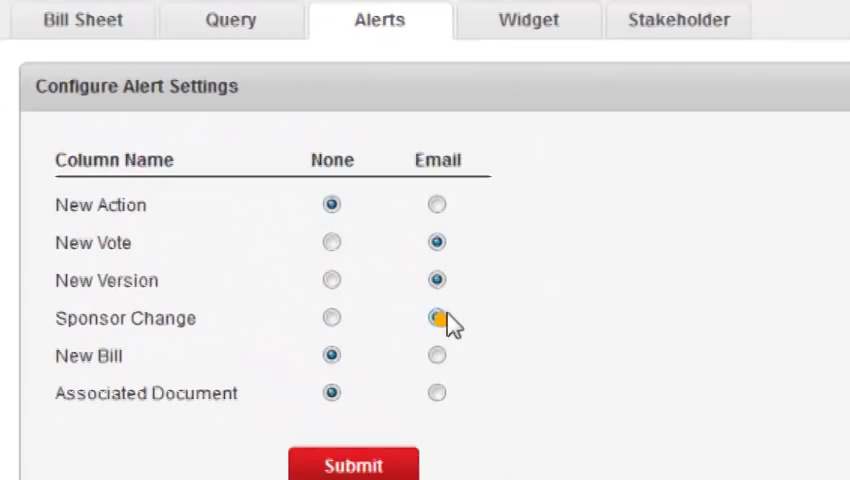 Bill Sheet Query Alerts Widget Stakeholder
Configure Alert Settings
Column Name None Email
New Action
New Vote
New Version
Sponsor Change
New Bill
Associated Document
Submit